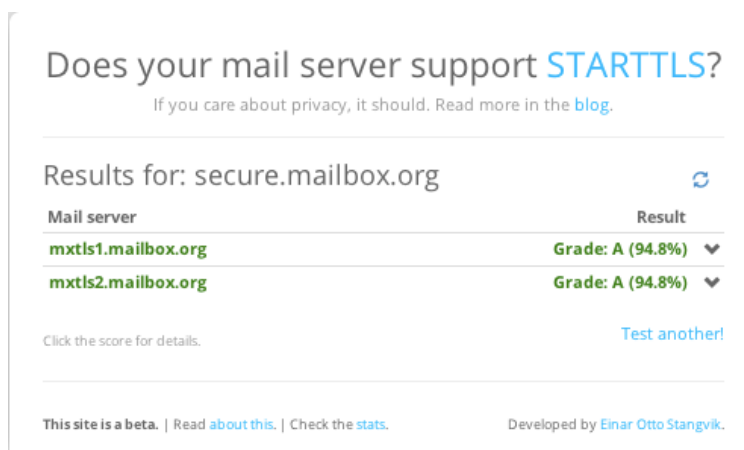 Does your mail server support STARTTLS?
If you care about privacy, it should. Read more in the blog.
Results for: secure.mailbox.org
Mail server Result
mxtls1.mailbox.org Grade: A (94.8%)
mxtls2.mailbox.org Grade: A (94.8%)
Click the score for details. Test another!
This site is a beta. | Read about this. | Check the stats. Developed by Einar Otto Stangvik.